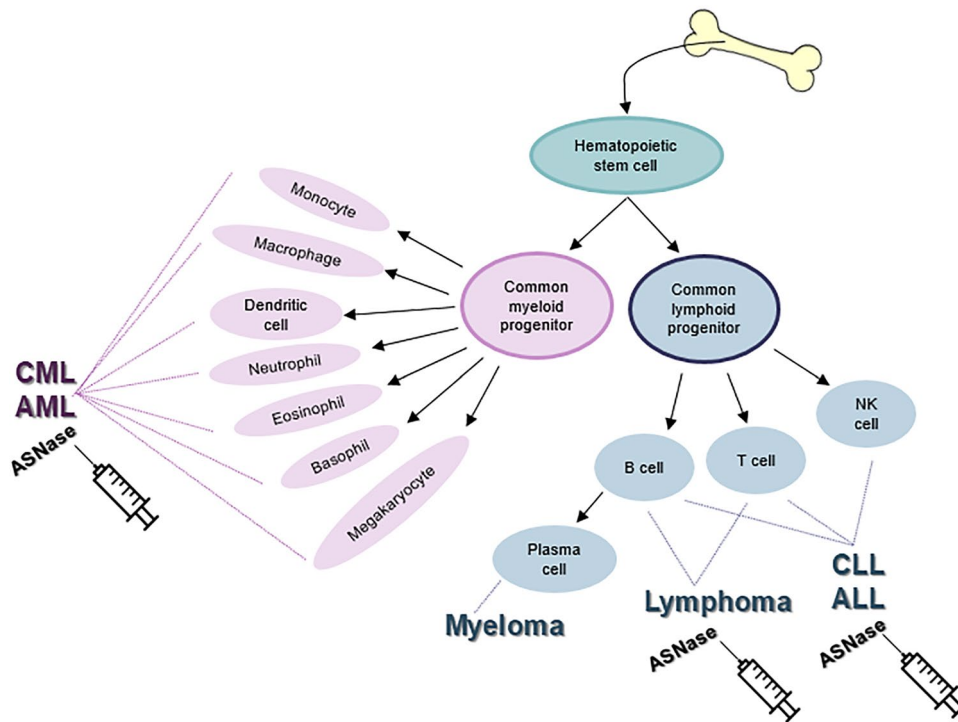 Hematopoietic
stem cell
Monocyte
Macrophage
Dendritic
cell
Neutrophil
Eosinophil
Basophil
Megakaryocyte
Common
myeloid
progenitor
Common
lymphoid
progenitor
CML
AML
ASNase
NK
cell
B cell
T cell
Plasma
cell
Myeloma
Lymphoma
ASNase
CLL
ALL
ASNase